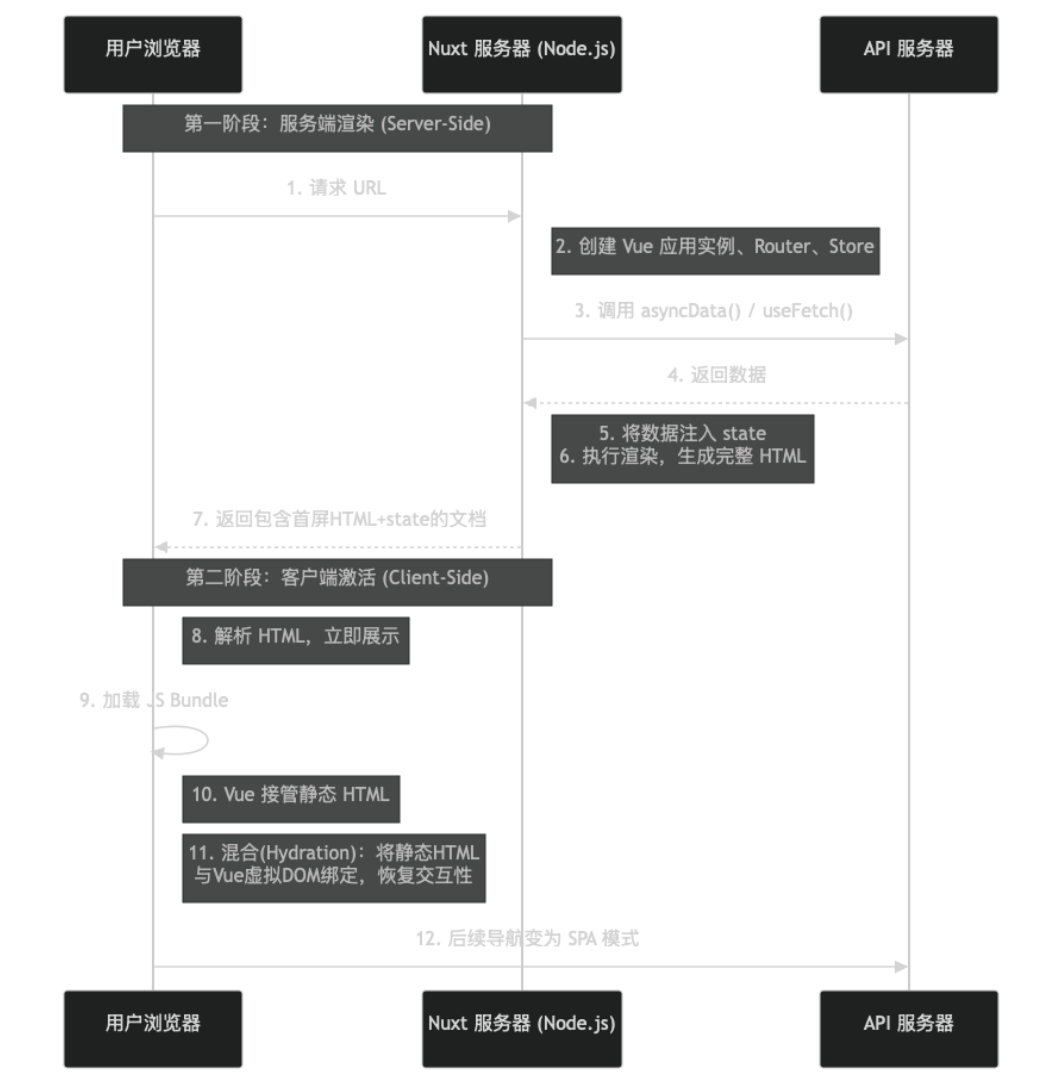 用户浏览器
Nuxt 服务器 (Node.js)
API 服务器
第一阶段：服务端渲染 (Server-Side)
1. 请求 URL
2. 创建 Vue 应用实例、Router、Store
3. 调用 asyncData() / useFetch()
4. 返回数据
5. 将数据注入 state
6. 执行渲染，生成完整 HTML
7. 返回包含首屏HTML+state的文档
第二阶段：客户端激活 (Client-Side)
8. 解析 HTML，立即展示
9. 加载 JS Bundle
10. Vue 接管静态 HTML
11. 混合(Hydration)：将静态HTML
与Vue虚拟DOM绑定，恢复交互性
12. 后续导航变为 SPA 模式
用户浏览器
Nuxt 服务器 (Node.js)
API 服务器